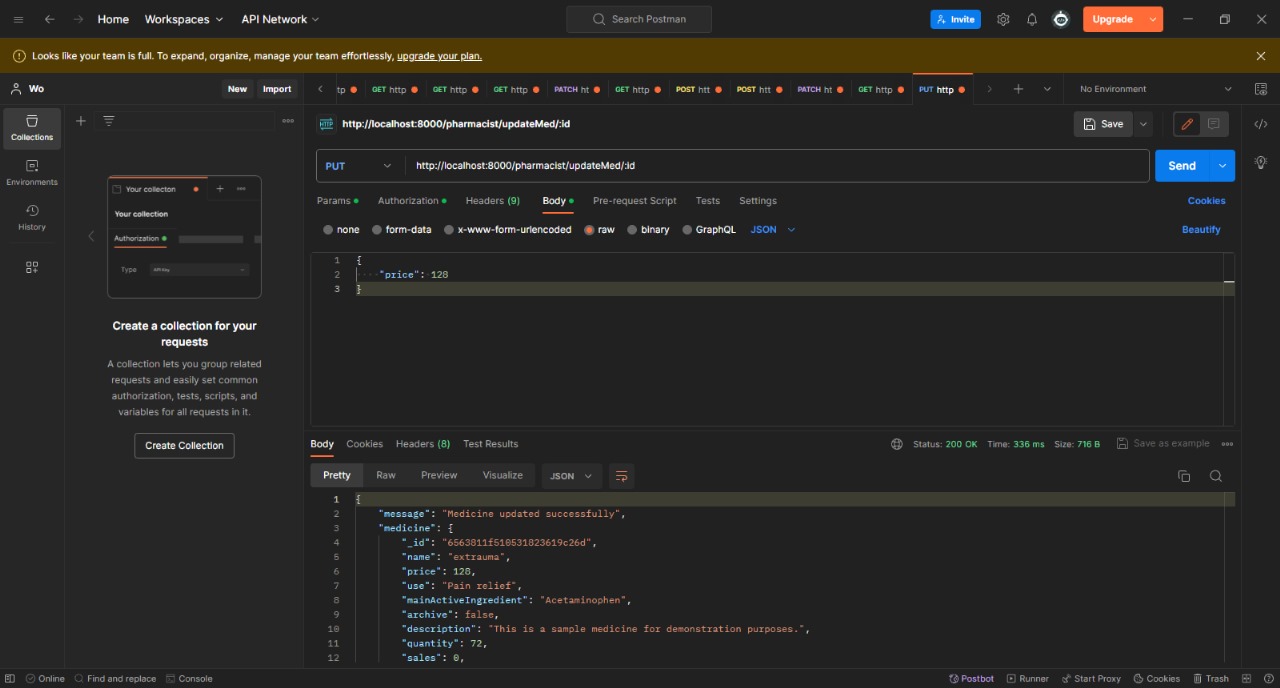 Home Workspaces API Network Search Postman Invite Upgrade
Looks like your team is full. To expand, organize, manage your team effortlessly, upgrade your plan.
Wo New Import
tp GET http GET http GET http PATCH ht GET http POST htt POST htt PATCH ht GET http PUT http No Environment
Collections
Environments
History
Your collecton
Your collection
Authorization
Type API Key
Create a collection for your
requests
A collection lets you group related
requests and easily set common
authorization, tests, scripts, and
variables for all requests in it.
Create Collection
HTTP http://localhost:8000/pharmacist/updateMed/:id Save
PUT http://localhost:8000/pharmacist/updateMed/:id Send
Params Authorization Headers (9) Body Pre-request Script Tests Settings Cookies
none form-data x-www-form-urlencoded raw binary GraphQL JSON Beautify
1 {
2 "price": 128
3 }
Body Cookies Headers (8) Test Results Status: 200 OK Time: 336 ms Size: 716 B Save as example
Pretty Raw Preview Visualize JSON
1 {
2 "message": "Medicine updated successfully",
3 "medicine": {
4 "_id": "6563811f510531823619c26d",
5 "name": "extrauma",
6 "price": 128,
7 "use": "Pain relief",
8 "mainActiveIngredient": "Acetaminophen",
9 "archive": false,
10 "description": "This is a sample medicine for demonstration purposes.",
11 "quantity": 72,
12 "sales": 0,
Online Find and replace Console Postbot Runner Start Proxy Cookies Trash